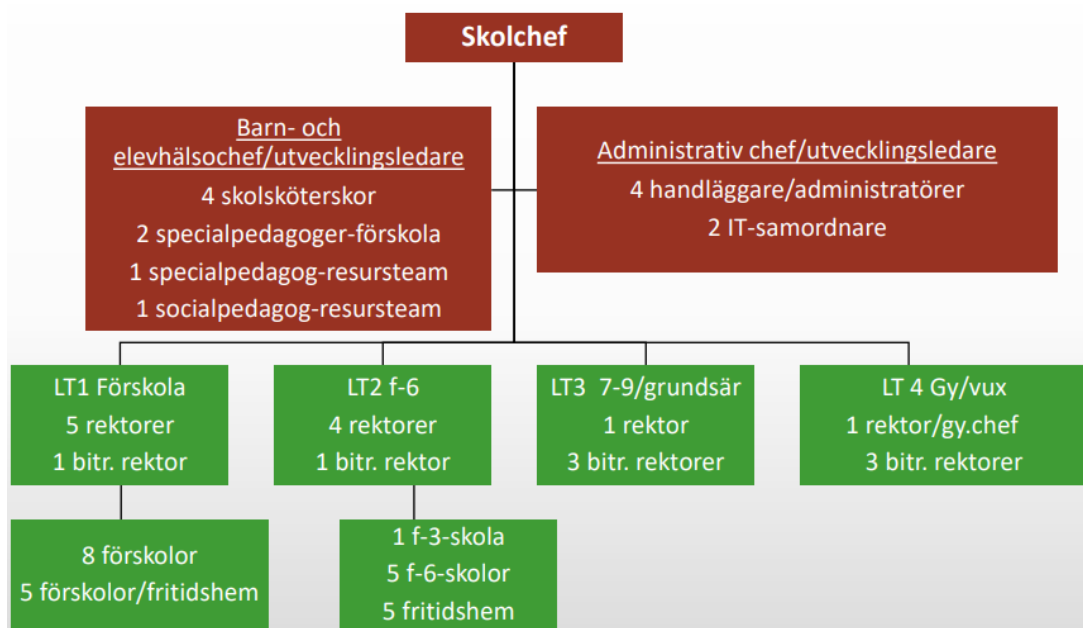 Skolchef
Barn- och
elevhälsochef/utvecklingsledare
4 skolsköterskor
2 specialpedagoger-förskola
1 specialpedagog-resursteam
1 socialpedagog-resursteam
Administrativ chef/utvecklingsledare
4 handläggare/administratörer
2 IT-samordnare
LT1 Förskola
5 rektorer
1 bitr. rektor
LT2 f-6
4 rektorer
1 bitr. rektor
LT3 7-9/grundsär
1 rektor
3 bitr. rektorer
LT 4 Gy/vux
1 rektor/gy.chef
3 bitr. rektorer
8 förskolor
5 förskolor/fritidshem
1 f-3-skola
5 f-6-skolor
5 fritidshem